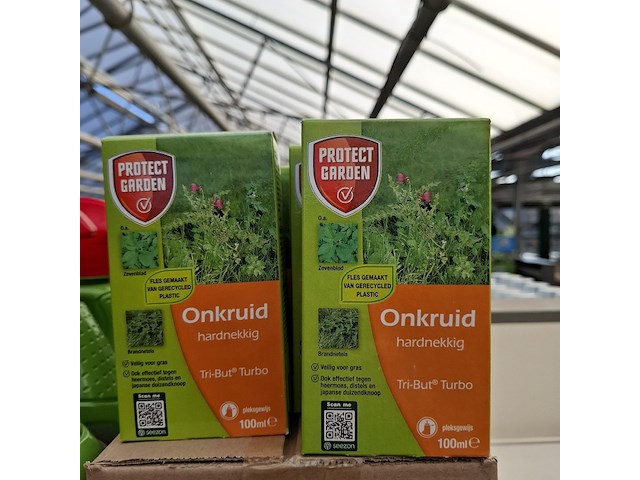 PROTECT
GARDEN
O.a.
Zevenblad
FLES GEMAAKT
VAN GERECYCLED
PLASTIC
Brandnetels
Onkruid
hardnekkig
Veilig voor gras
Ook effectief tegen
heermoes, distels en
japanse duizendknoop
Tri-But® Turbo
Scan me
seezon
pleksgewijs
100ml
PROTECT
GARDEN
O.a.
Zevenblad
FLES GEMAAKT
VAN GERECYCLED
PLASTIC
Brandnetels
Onkruid
hardnekkig
Veilig voor gras
Ook effectief tegen
heermoes, distels en
japanse duizendknoop
Tri-But® Turbo
Scan me
seezon
pleksgewijs
100ml℮